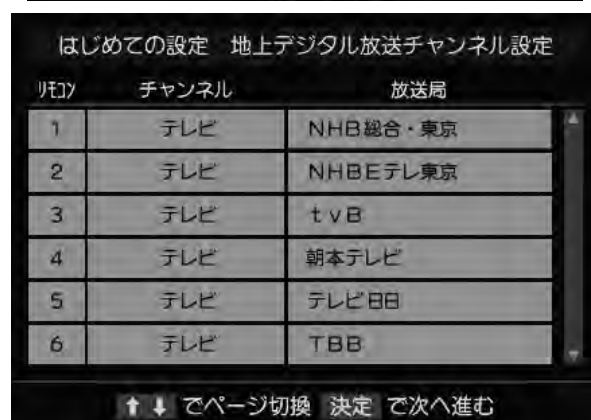 はじめての設定　地上デジタル放送チャンネル設定
リモコン　チャンネル　放送局
1　テレビ　NHB総合・東京
2　テレビ　NHBEテレ東京
3　テレビ　tvB
4　テレビ　朝本テレビ
5　テレビ　テレビBB
6　テレビ　TBB
↑↓ でページ切換　決定 で次へ進む